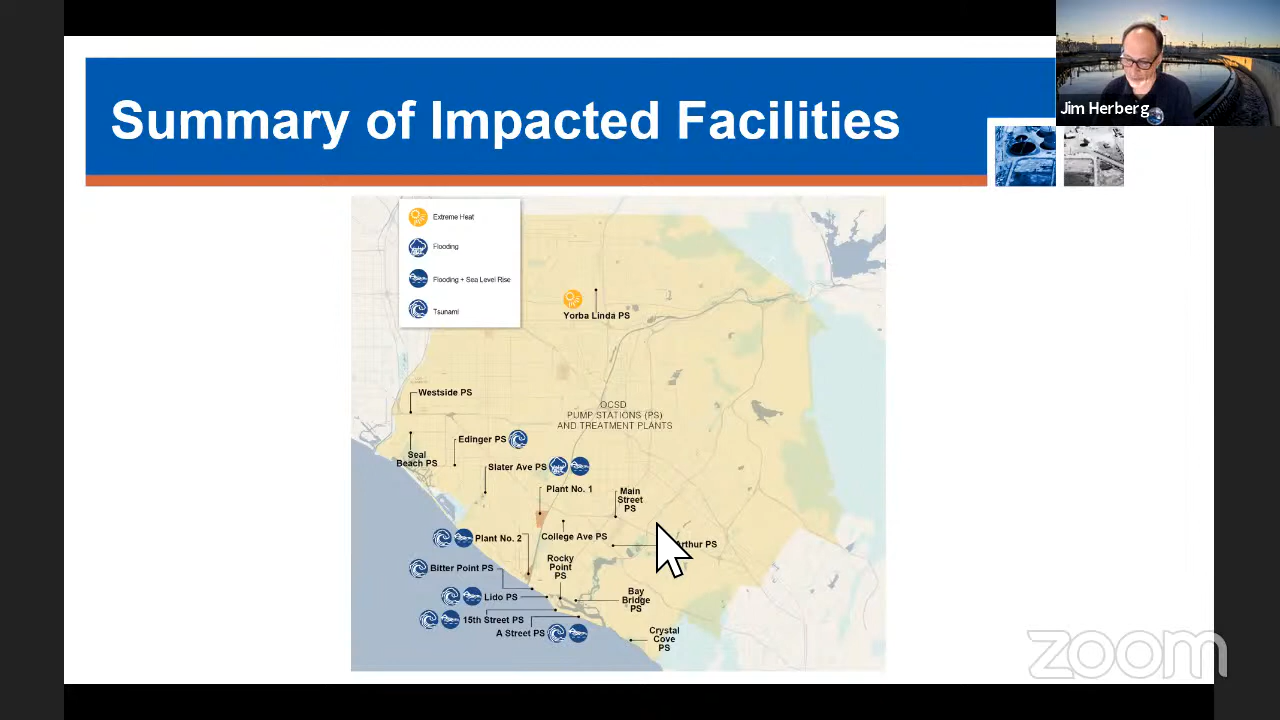 Summary of Impacted Facilities
Jim Herberg
Extreme Heat
Flooding
Flooding + Sea Level Rise
Tsunami
Yorba Linda PS
Westside PS
OCSD
PUMP STATIONS (PS)
AND TREATMENT PLANTS
Edinger PS
Seal
Beach PS
Slater Ave PS
Plant No. 1
Main
Street
PS
Plant No. 2
College Ave PS
Arthur PS
Rocky
Point
PS
Bitter Point PS
Lido PS
Bay
Bridge
PS
15th Street PS
A Street PS
Crystal
Cove
PS
zoom